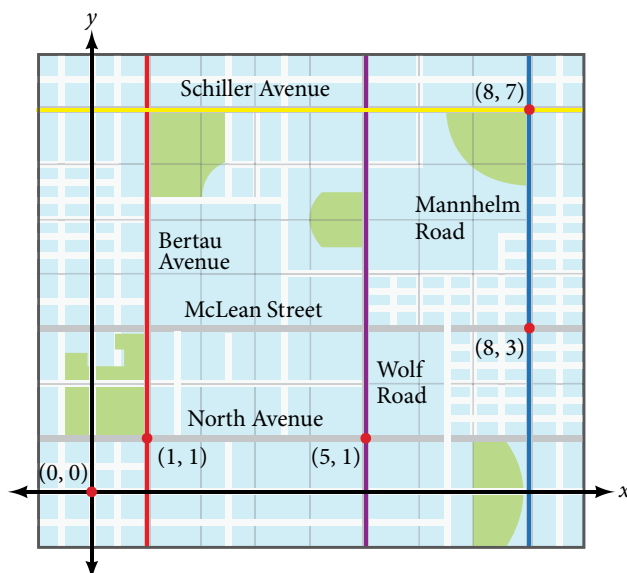 y
Schiller Avenue
(8, 7)
Mannhelm
Road
Bertau
Avenue
McLean Street
(8, 3)
Wolf
Road
North Avenue
(0, 0)
(1, 1)
(5, 1)
x